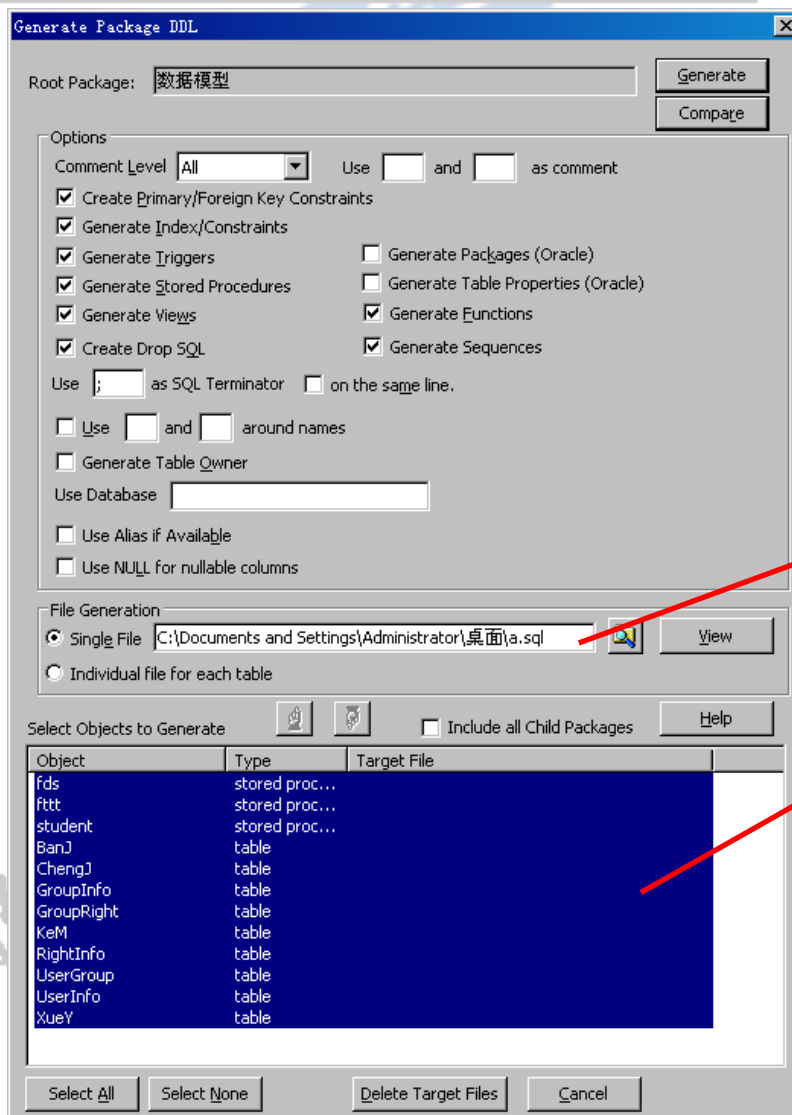 Generate Package DDL
Root Package: 数据模型
Generate
Compare
Options
Comment Level All Use and as comment
Create Primary/Foreign Key Constraints
Generate Index/Constraints
Generate Triggers Generate Packages (Oracle)
Generate Stored Procedures Generate Table Properties (Oracle)
Generate Views Generate Functions
Create Drop SQL Generate Sequences
Use ; as SQL Terminator on the same line.
Use and around names
Generate Table Owner
Use Database
Use Alias if Available
Use NULL for nullable columns
File Generation
Single File C:\Documents and Settings\Administrator\桌面\a.sql View
Individual file for each table
Select Objects to Generate Include all Child Packages Help
Object Type Target File
fds stored proc...
fttt stored proc...
student stored proc...
BanJ table
ChengJ table
GroupInfo table
GroupRight table
KeM table
RightInfo table
UserGroup table
UserInfo table
XueY table
Select All Select None Delete Target Files Cancel